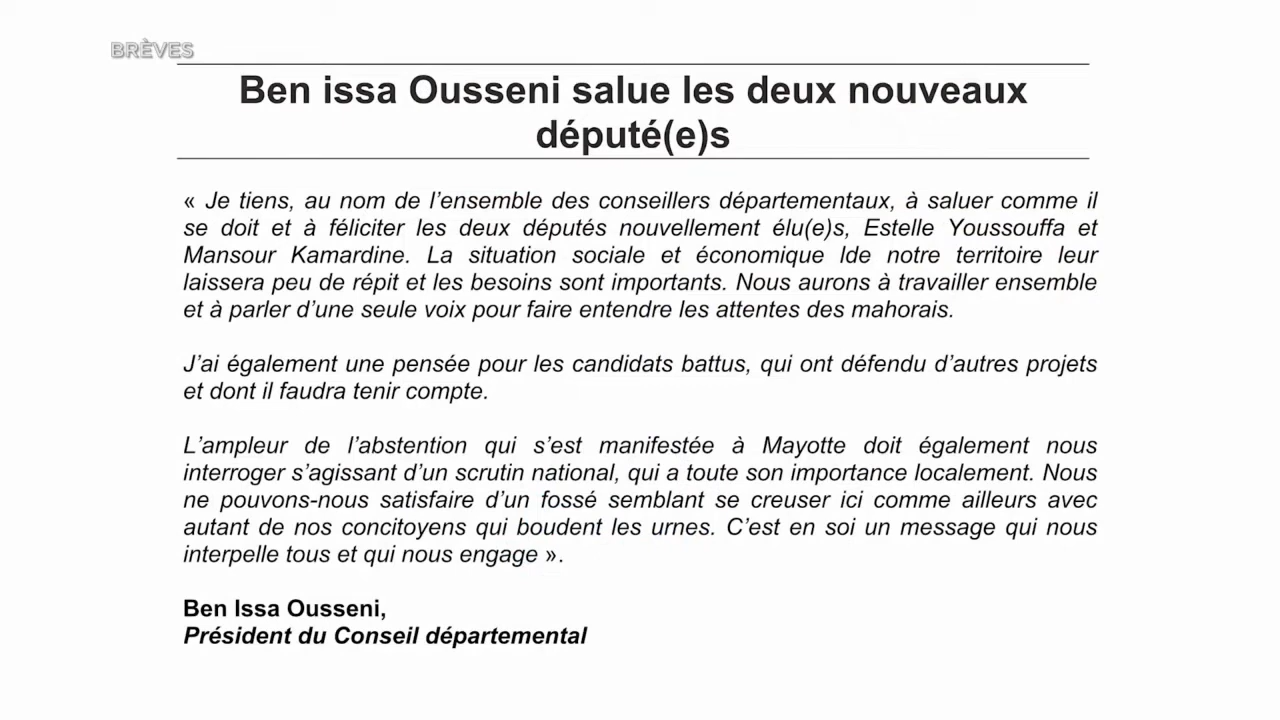 BRÈVES
Ben issa Ousseni salue les deux nouveaux
député(e)s
« Je tiens, au nom de l’ensemble des conseillers départementaux, à saluer comme il
se doit et à féliciter les deux députés nouvellement élu(e)s, Estelle Youssouffa et
Mansour Kamardine. La situation sociale et économique lde notre territoire leur
laissera peu de répit et les besoins sont importants. Nous aurons à travailler ensemble
et à parler d’une seule voix pour faire entendre les attentes des mahorais.
J’ai également une pensée pour les candidats battus, qui ont défendu d’autres projets
et dont il faudra tenir compte.
L’ampleur de l’abstention qui s’est manifestée à Mayotte doit également nous
interroger s’agissant d’un scrutin national, qui a toute son importance localement. Nous
ne pouvons-nous satisfaire d’un fossé semblant se creuser ici comme ailleurs avec
autant de nos concitoyens qui boudent les urnes. C’est en soi un message qui nous
interpelle tous et qui nous engage ».
Ben Issa Ousseni,
Président du Conseil départemental